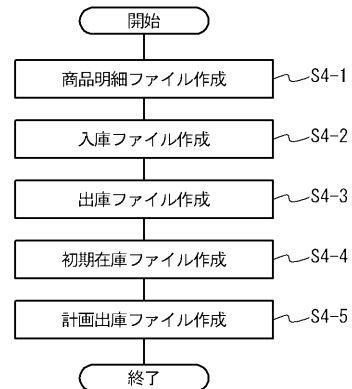 開始
商品明細ファイル作成 S4-1
入庫ファイル作成 S4-2
出庫ファイル作成 S4-3
初期在庫ファイル作成 S4-4
計画出庫ファイル作成 S4-5
終了